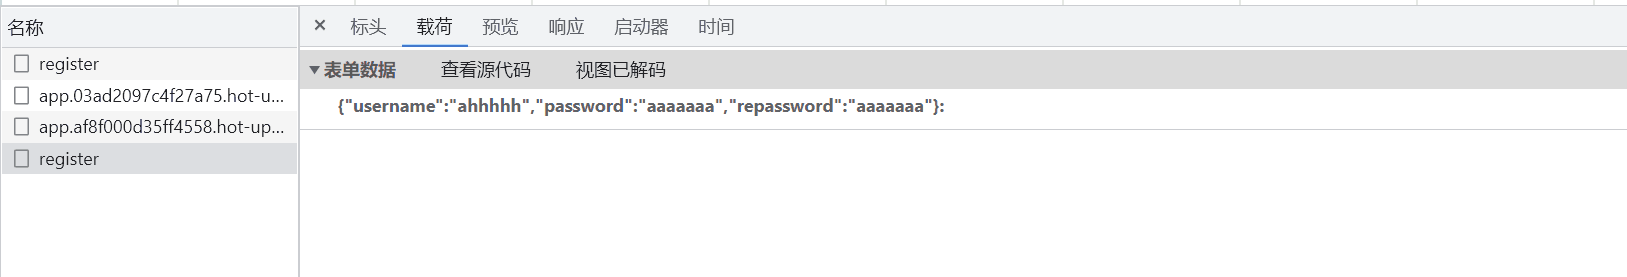 名称
register
app.03ad2097c4f27a75.hot-u...
app.af8f000d35ff4558.hot-up...
register
× 标头 载荷 预览 响应 启动器 时间
▼表单数据 查看源代码 视图已解码
{"username":"ahhhhh","password":"aaaaaaa","repassword":"aaaaaaa"}: